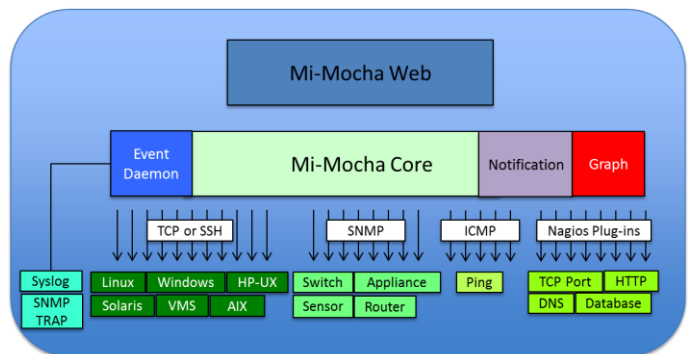 Mi-Mocha Web
Event
Daemon
Mi-Mocha Core
Notification
Graph
TCP or SSH
SNMP
ICMP
Nagios Plug-ins
Syslog
SNMP
TRAP
Linux
Windows
HP-UX
Solaris
VMS
AIX
Switch
Appliance
Sensor
Router
Ping
TCP Port
HTTP
DNS
Database